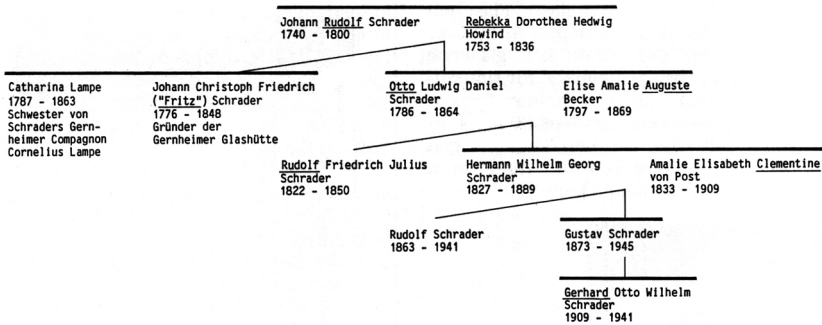 Johann Rudolf Schrader
1740 - 1800
Rebekka Dorothea Hedwig
Howind
1753 - 1836
Catharina Lampe
1787 - 1863
Schwester von
Schraders Gern-
heimer Compagnon
Cornelius Lampe
Johann Christoph Friedrich
("Fritz") Schrader
1776 - 1848
Gründer der
Gernheimer Glashütte
Otto Ludwig Daniel
Schrader
1786 - 1864
Elise Amalie Auguste
Becker
1797 - 1869
Rudolf Friedrich Julius
Schrader
1822 - 1850
Hermann Wilhelm Georg
Schrader
1827 - 1889
Amalie Elisabeth Clementine
von Post
1833 - 1909
Rudolf Schrader
1863 - 1941
Gustav Schrader
1873 - 1945
Gerhard Otto Wilhelm
Schrader
1909 - 1941